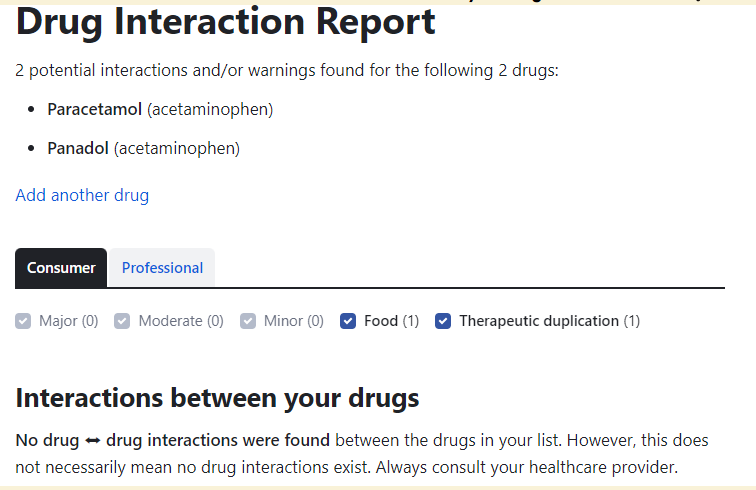 Drug Interaction Report
2 potential interactions and/or warnings found for the following 2 drugs:
• Paracetamol (acetaminophen)
• Panadol (acetaminophen)
Add another drug
Consumer Professional
Major (0) Moderate (0) Minor (0) Food (1) Therapeutic duplication (1)
Interactions between your drugs
No drug ⬌ drug interactions were found between the drugs in your list. However, this does
not necessarily mean no drug interactions exist. Always consult your healthcare provider.